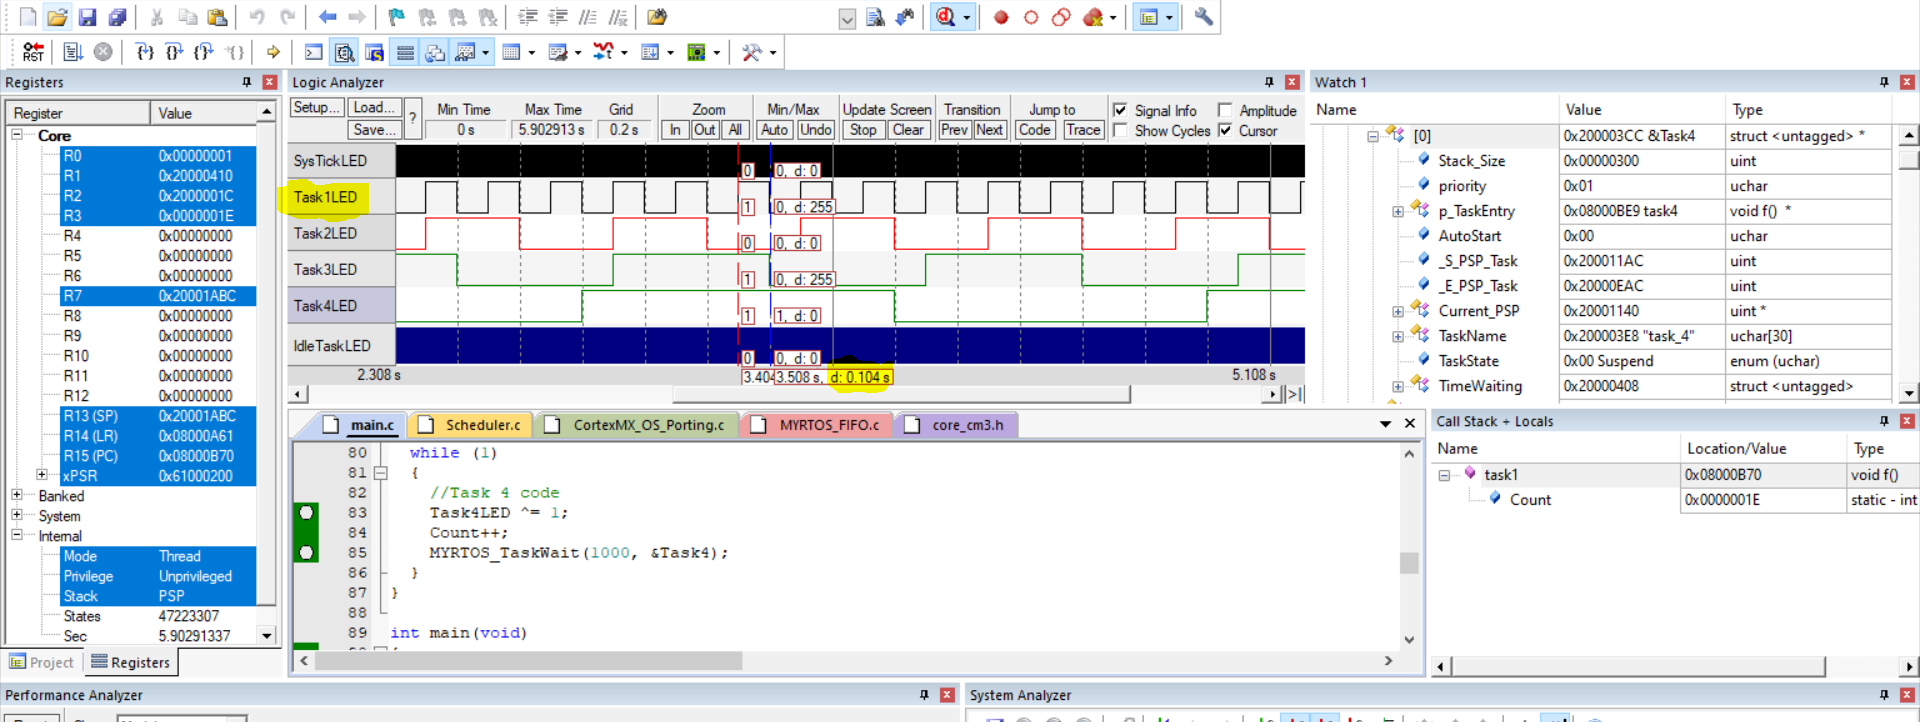 RST
Registers
Register Value
Core
R0 0x00000001
R1 0x20000410
R2 0x2000001C
R3 0x0000001E
R4 0x00000000
R5 0x00000000
R6 0x00000000
R7 0x20001ABC
R8 0x00000000
R9 0x00000000
R10 0x00000000
R11 0x00000000
R12 0x00000000
R13 (SP) 0x20001ABC
R14 (LR) 0x08000A61
R15 (PC) 0x08000B70
xPSR 0x61000200
Banked
System
Internal
Mode Thread
Privilege Unprivileged
Stack PSP
States 47223307
Sec 5.90291337
Project Registers
Logic Analyzer
Setup... Load... ? Min Time Max Time Grid Zoom Min/Max Update Screen Transition Jump to Signal Info Amplitude
Save... 0 s 5.902913 s 0.2 s In Out All Auto Undo Stop Clear Prev Next Code Trace Show Cycles Cursor
SysTickLED 0 0, d: 0
Task1LED 1 0, d: 255
Task2LED 0 0, d: 0
Task3LED 1 0, d: 255
Task4LED 1 1, d: 0
IdleTaskLED 0 0, d: 0
2.308 s 3.404 3.508 s, d: 0.104 s 5.108 s
main.c Scheduler.c CortexMX_OS_Porting.c MYRTOS_FIFO.c core_cm3.h
80 while (1)
81 {
82 //Task 4 code
83 Task4LED ^= 1;
84 Count++;
85 MYRTOS_TaskWait(1000, &Task4);
86 }
87 }
88
89 int main(void)
Watch 1
Name Value Type
[0] 0x200003CC &Task4 struct <untagged> *
Stack_Size 0x00000300 uint
priority 0x01 uchar
p_TaskEntry 0x08000BE9 task4 void f() *
AutoStart 0x00 uchar
_S_PSP_Task 0x200011AC uint
_E_PSP_Task 0x20000EAC uint
Current_PSP 0x20001140 uint *
TaskName 0x200003E8 "task_4" uchar[30]
TaskState 0x00 Suspend enum (uchar)
TimeWaiting 0x20000408 struct <untagged>
Call Stack + Locals
Name Location/Value Type
task1 0x08000B70 void f()
Count 0x0000001E static - int
Performance Analyzer
System Analyzer